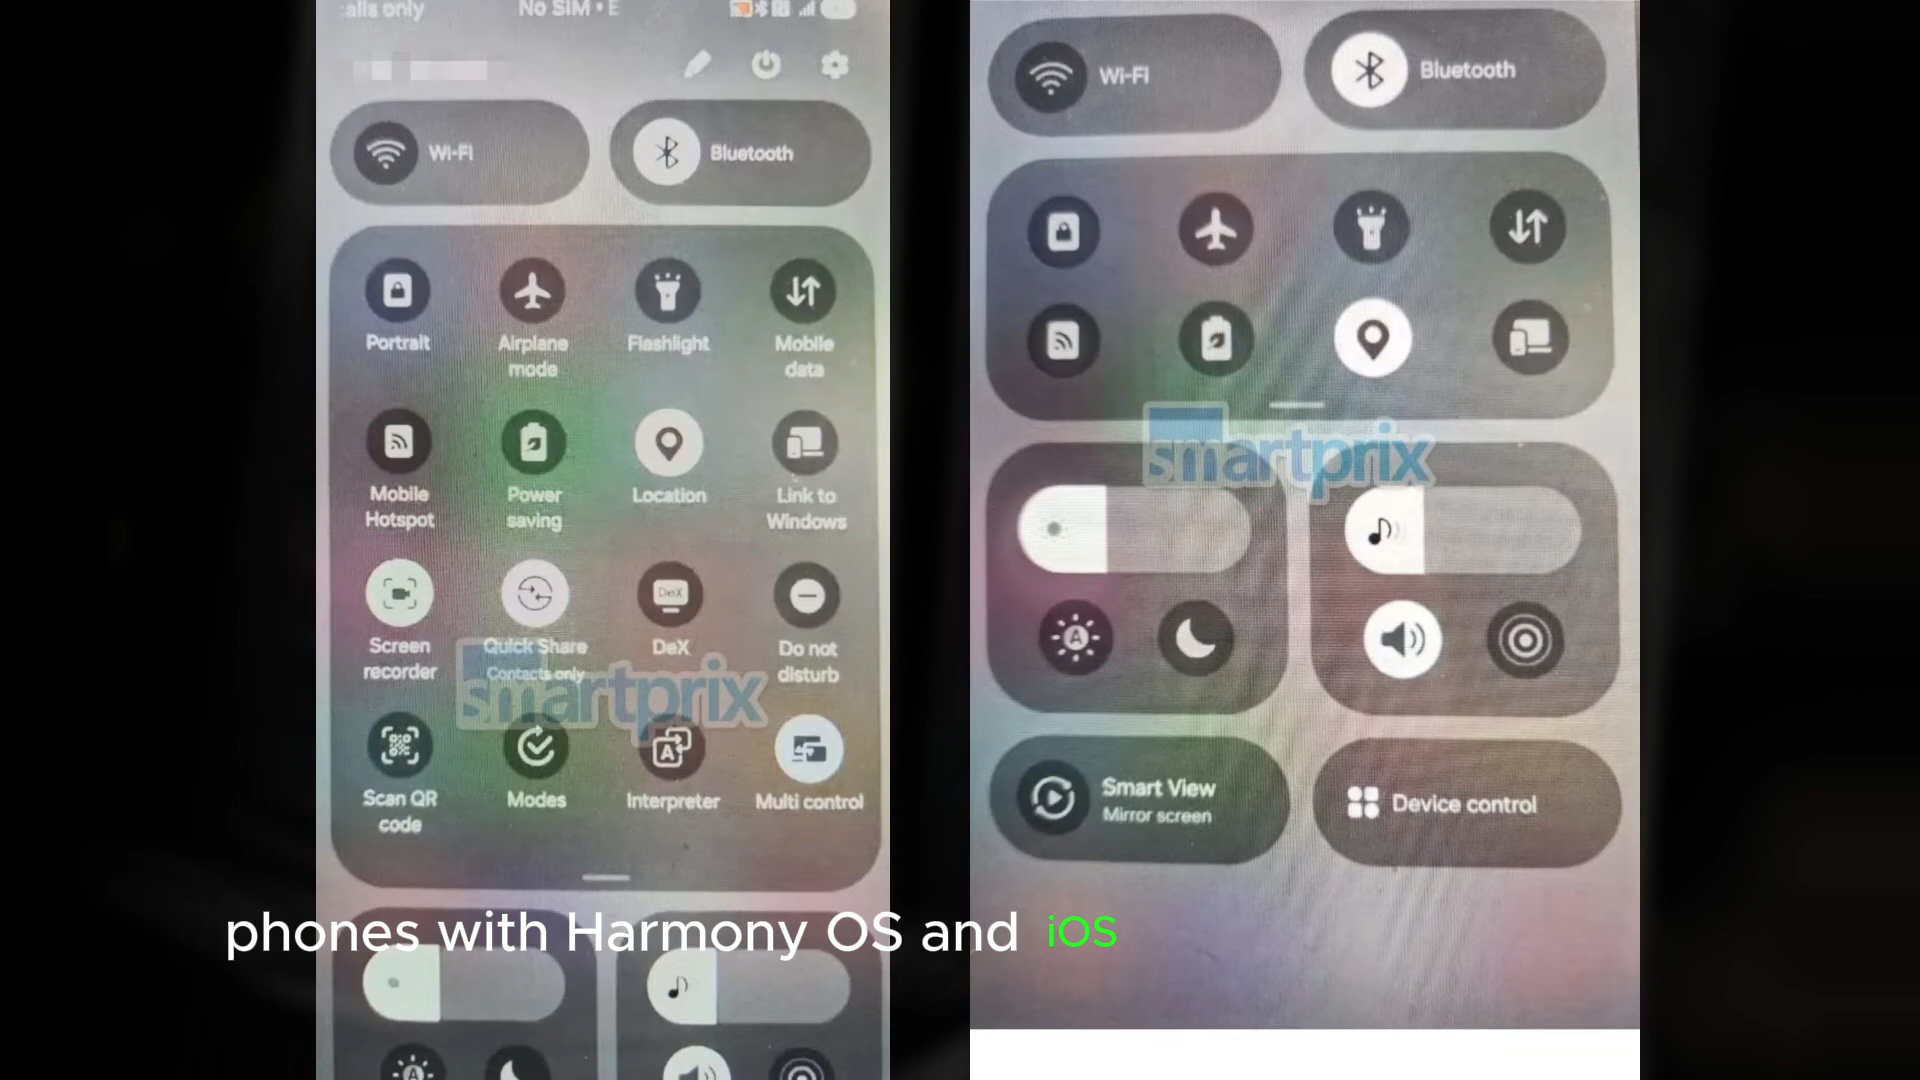 alls only
No SIM • E
Wi-Fi
Bluetooth
Portrait
Airplane
mode
Flashlight
Mobile
data
Mobile
Hotspot
Power
saving
Location
Link to
Windows
Screen
recorder
Quick Share
Contacts only
DeX
DeX
Do not
disturb
smartprix
Scan QR
code
Modes
A
Interpreter
Multi control
A
Wi-Fi
Bluetooth
smartprix
A
Smart View
Mirror screen
Device control
phones with Harmony OS and iOS